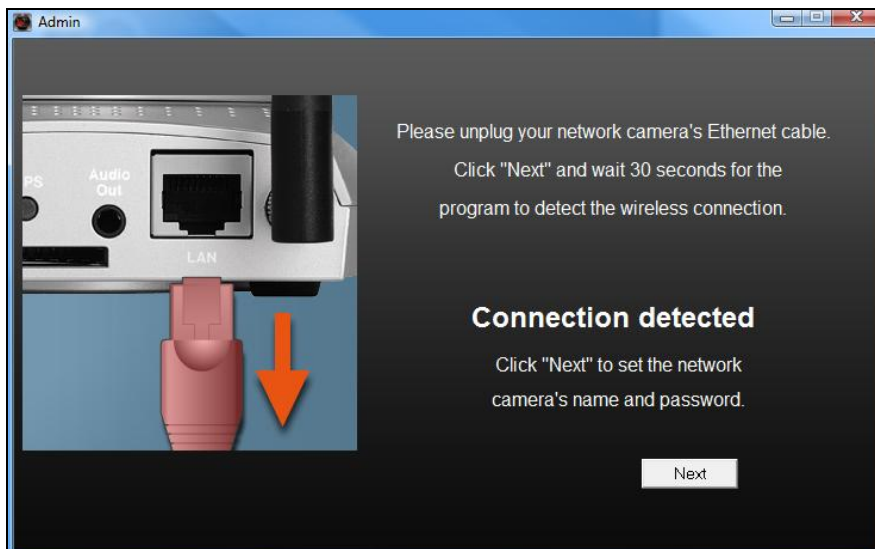 Admin
Please unplug your network camera's Ethernet cable.
Click "Next" and wait 30 seconds for the
program to detect the wireless connection.
PS
Audio
Out
LAN
Connection detected
Click "Next" to set the network
camera's name and password.
Next